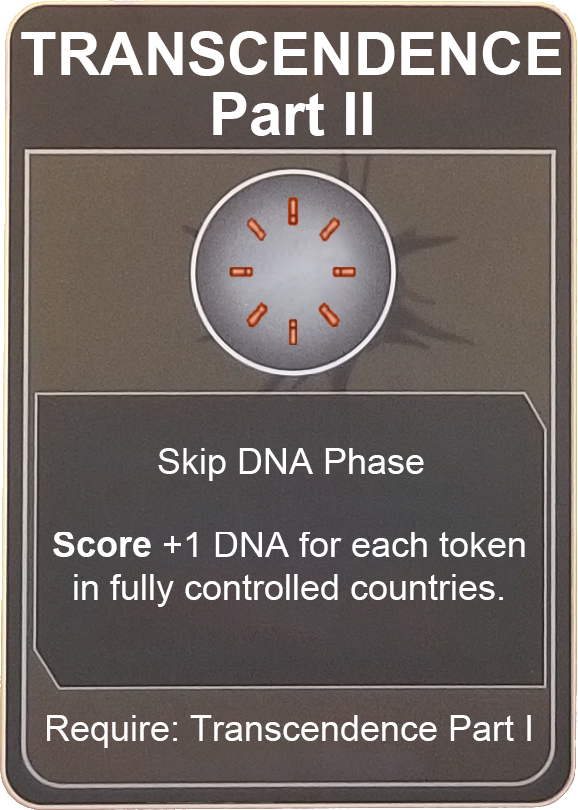 TRANSCENDENCE
Part II
Skip DNA Phase
Score +1 DNA for each token
in fully controlled countries.
Require: Transcendence Part I